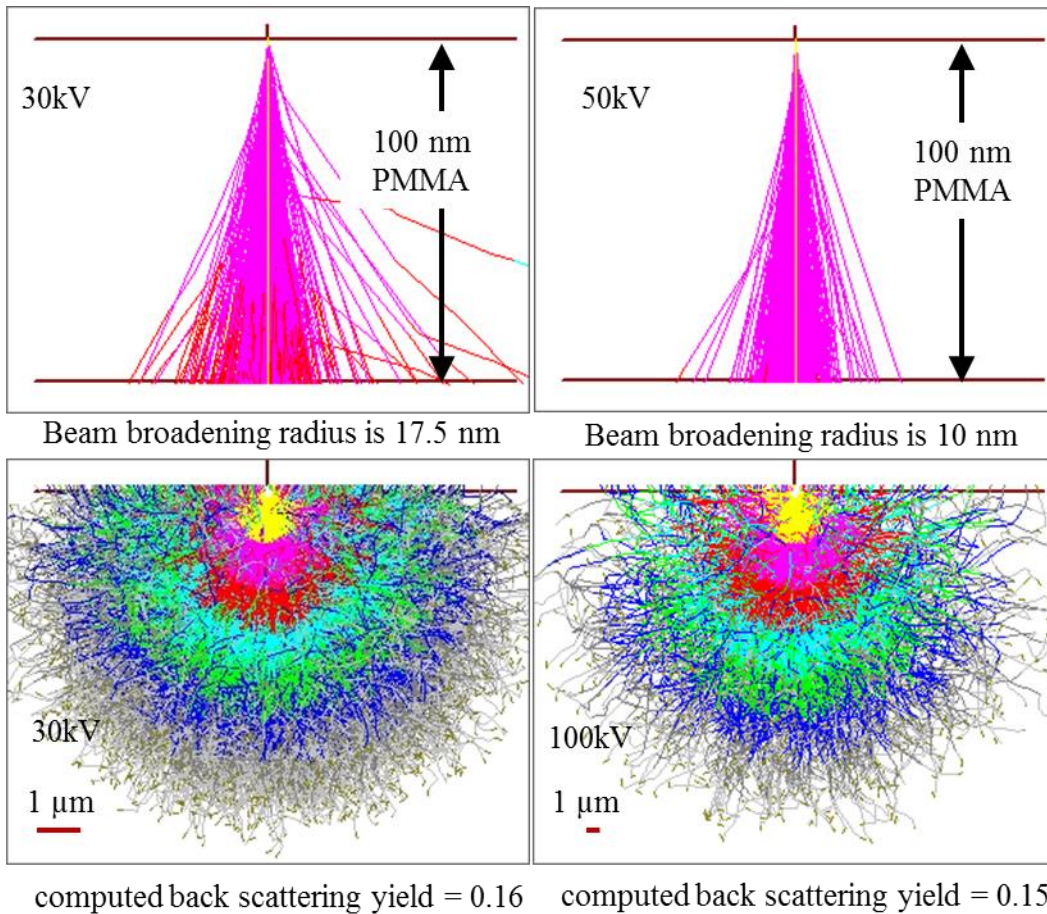 30kV
100 nm
PMMA
50kV
100 nm
PMMA
Beam broadening radius is 17.5 nm
Beam broadening radius is 10 nm
30kV
1 µm
100kV
1 µm
computed back scattering yield = 0.16
computed back scattering yield = 0.15